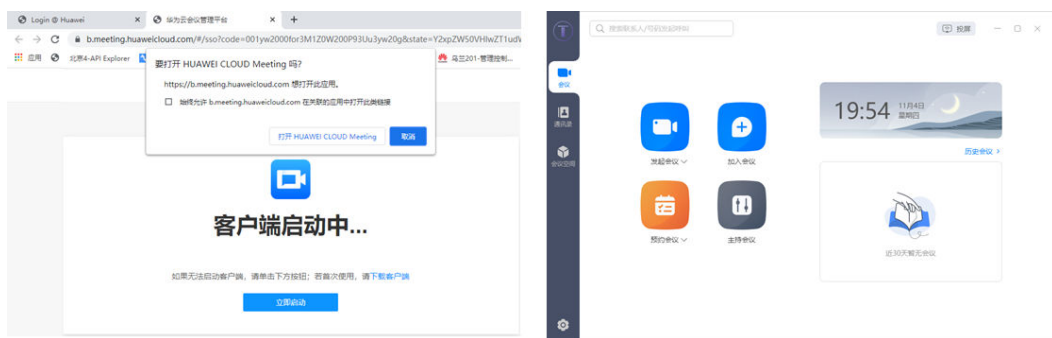 Login @ Huawei
华为云会议管理平台
b.meeting.huaweicloud.com/#/sso?code=001yw2000for3M1Z0W200P93Uu3yw20g&state=Y2xpZW50VHlwZT1ud
应用
北京4-API Explorer
乌兰201-管理控制...
要打开 HUAWEI CLOUD Meeting 吗?
https://b.meeting.huaweicloud.com 想打开此应用。
始终允许 b.meeting.huaweicloud.com 在关联的应用中打开此类链接
打开 HUAWEI CLOUD Meeting
取消
客户端启动中...
如果无法启动客户端，请单击下方按钮；若首次使用，请下载客户端
立即启动
T
搜索联系人/号码发起呼叫
投屏
会议
通讯录
会议空间
发起会议
加入会议
预约会议
主持会议
19:54 11月4日
星期四
历史会议 >
近30天暂无会议